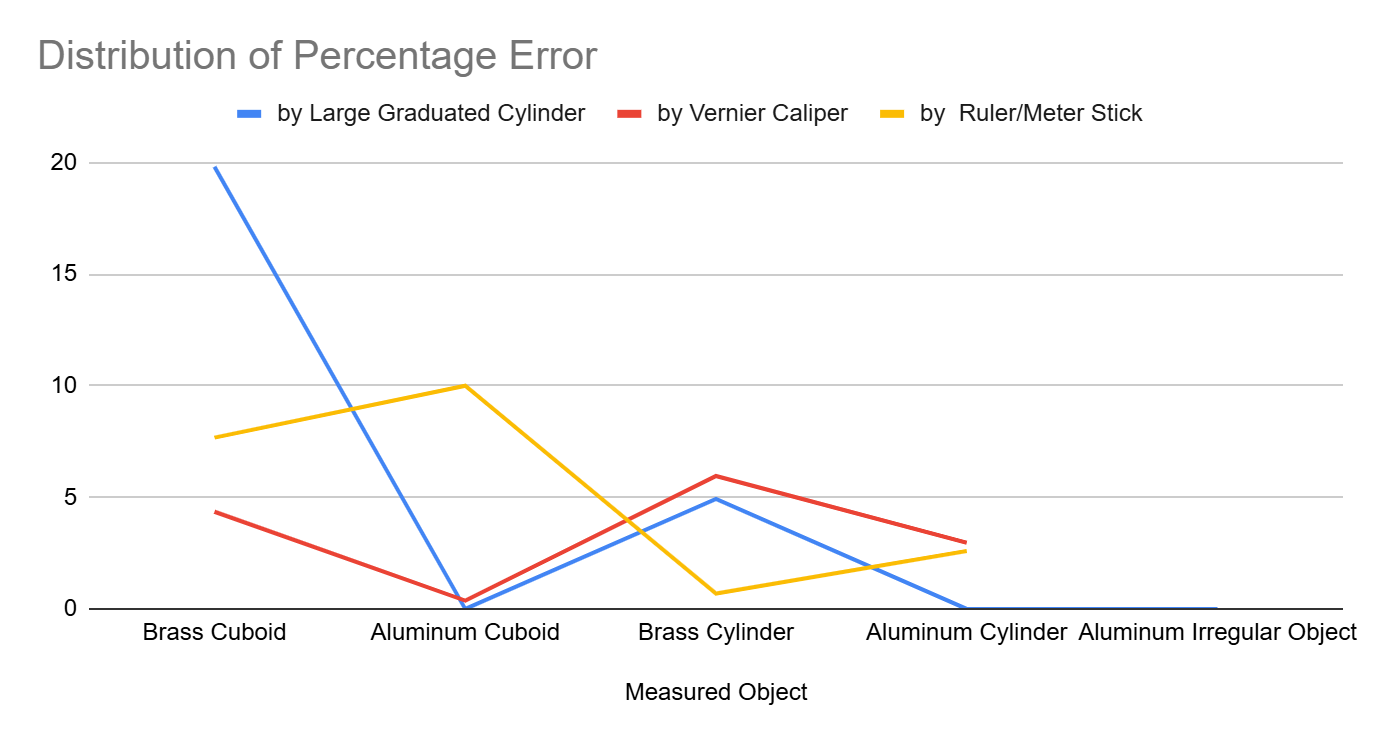 Distribution of Percentage Error
by Large Graduated Cylinder by Vernier Caliper by Ruler/Meter Stick
20
15
10
5
0
Brass Cuboid Aluminum Cuboid Brass Cylinder Aluminum Cylinder Aluminum Irregular Object
Measured Object